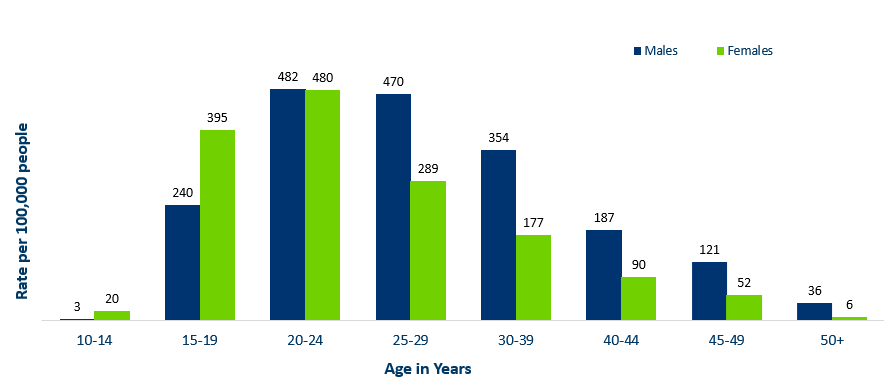 Males Females
482 480 470
395
354
289
240
187 177
121
90
52
36
20
3 6
Rate per 100,000 people
10-14 15-19 20-24 25-29 30-39 40-44 45-49 50+
Age in Years